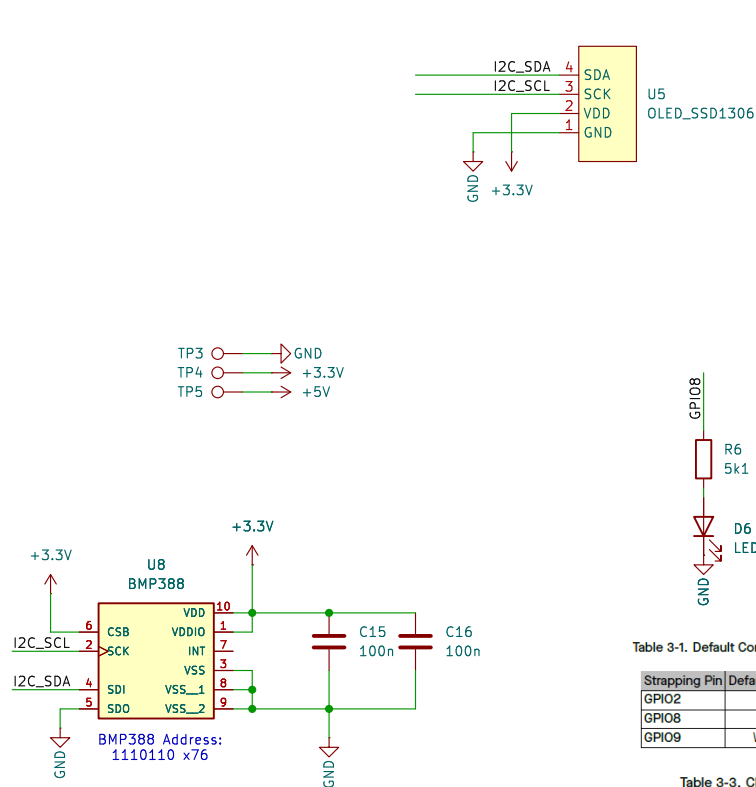 I2C_SDA 4 SDA
I2C_SCL 3 SCK
2 VDD
1 GND
U5
OLED_SSD1306
GND
+3.3V
TP3 GND
TP4 +3.3V
TP5 +5V
GPIO8
R6
5k1
D6
LED
GND
+3.3V
+3.3V
U8
BMP388
6 CSB
I2C_SCL 2 SCK
I2C_SDA 4 SDI
5 SDO
VDD 10
VDDIO 1
INT 7
VSS 3
VSS__1 8
VSS__2 9
C15
100n
C16
100n
GND
GND
BMP388 Address:
1110110 x76
Table 3-1. Default Co
Strapping Pin Defa
GPIO2
GPIO8
GPIO9
Table 3-3. C